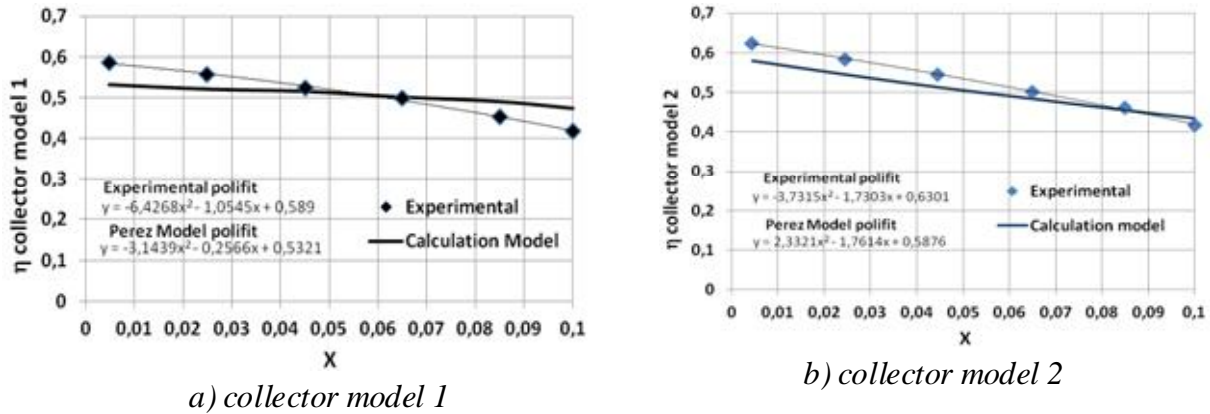 0,7
0,6
0,5
0,4
0,3
0,2
0,1
0
η collector model 1
Experimental polifit
y = -6,4268x² - 1,0545x + 0,589
Perez Model polifit
y = -3,1439x² - 0,2566x + 0,5321
Experimental
Calculation Model
0 0,01 0,02 0,03 0,04 0,05 0,06 0,07 0,08 0,09 0,1
X
a) collector model 1
0,7
0,6
0,5
0,4
0,3
0,2
0,1
0
η collector model 2
Experimental polifit
y = -3,7315x² - 1,7303x + 0,6301
Perez Model polifit
y = 2,3321x² - 1,7614x + 0,5876
Experimental
Calculation model
0 0,01 0,02 0,03 0,04 0,05 0,06 0,07 0,08 0,09 0,1
X
b) collector model 2